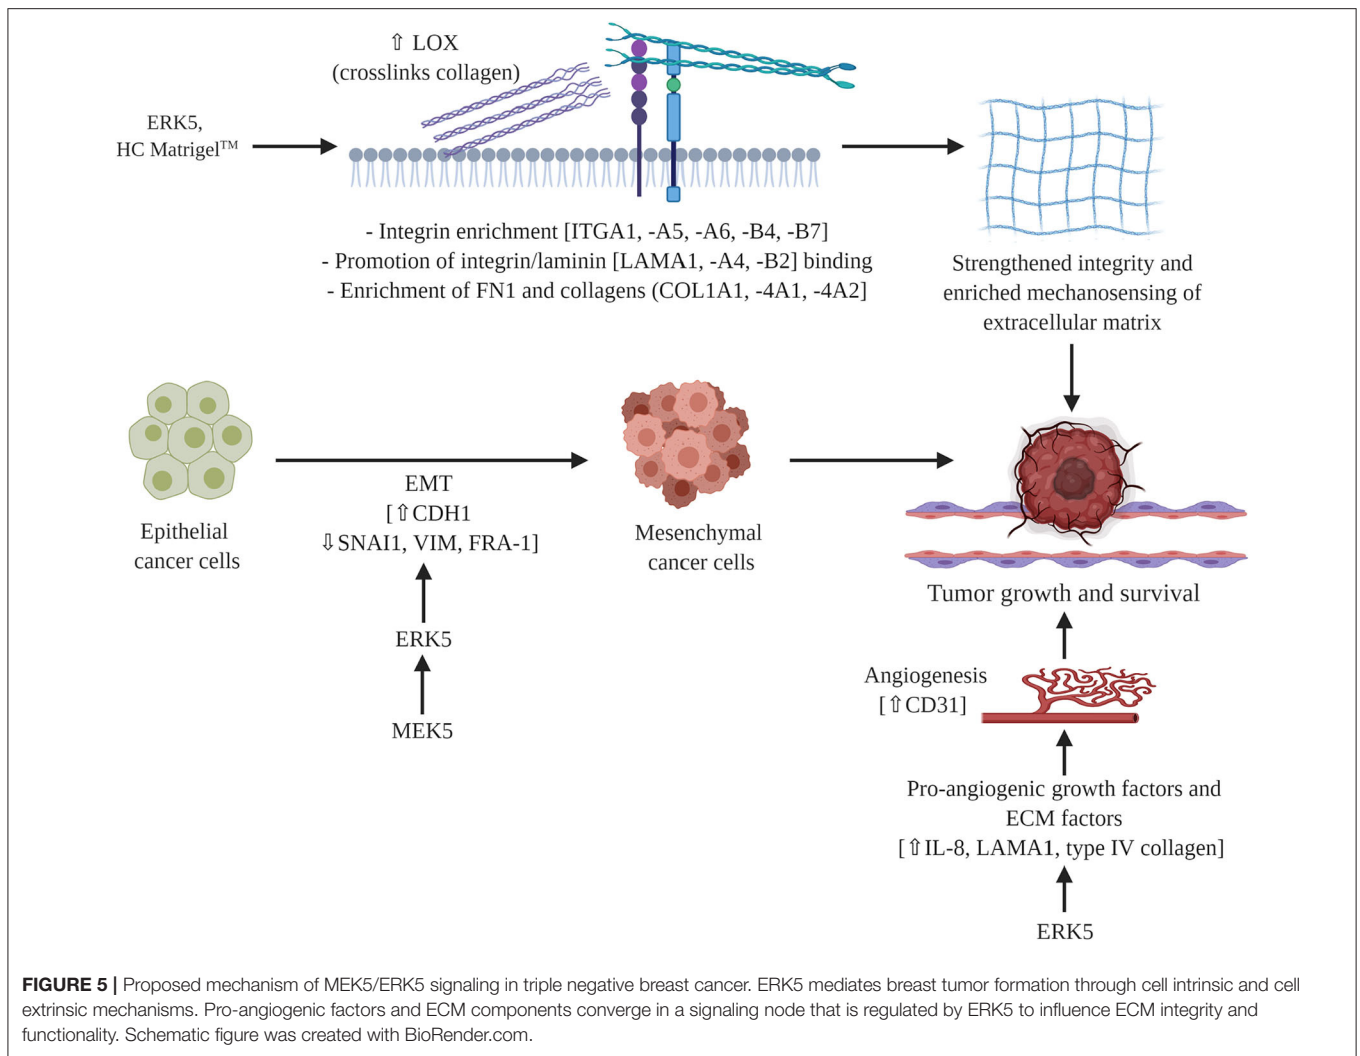 ⇧ LOX
(crosslinks collagen)
ERK5,
HC Matrigel™
- Integrin enrichment [ITGA1, -A5, -A6, -B4, -B7]
- Promotion of integrin/laminin [LAMA1, -A4, -B2] binding
- Enrichment of FN1 and collagens (COL1A1, -4A1, -4A2]
Strengthened integrity and
enriched mechanosensing of
extracellular matrix
Epithelial
cancer cells
EMT
[⇧CDH1
⇩SNAI1, VIM, FRA-1]
ERK5
MEK5
Mesenchymal
cancer cells
Tumor growth and survival
Angiogenesis
[⇧CD31]
Pro-angiogenic growth factors and
ECM factors
[⇧IL-8, LAMA1, type IV collagen]
ERK5
FIGURE 5 | Proposed mechanism of MEK5/ERK5 signaling in triple negative breast cancer. ERK5 mediates breast tumor formation through cell intrinsic and cell
extrinsic mechanisms. Pro-angiogenic factors and ECM components converge in a signaling node that is regulated by ERK5 to influence ECM integrity and
functionality. Schematic figure was created with BioRender.com.